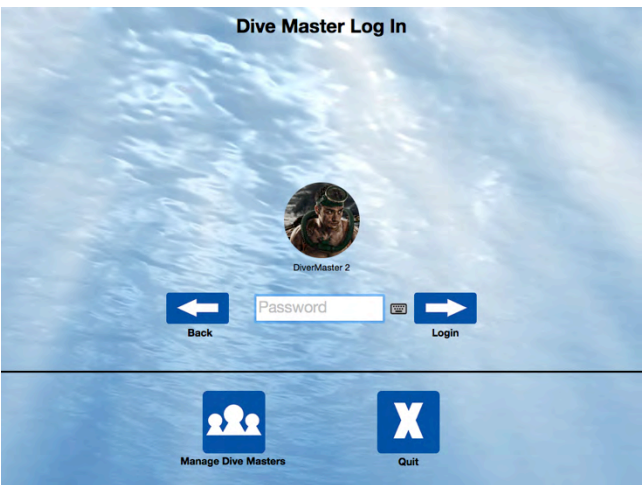 Dive Master Log In
DiverMaster 2
Password
Back
Login
Manage Dive Masters
X
Quit